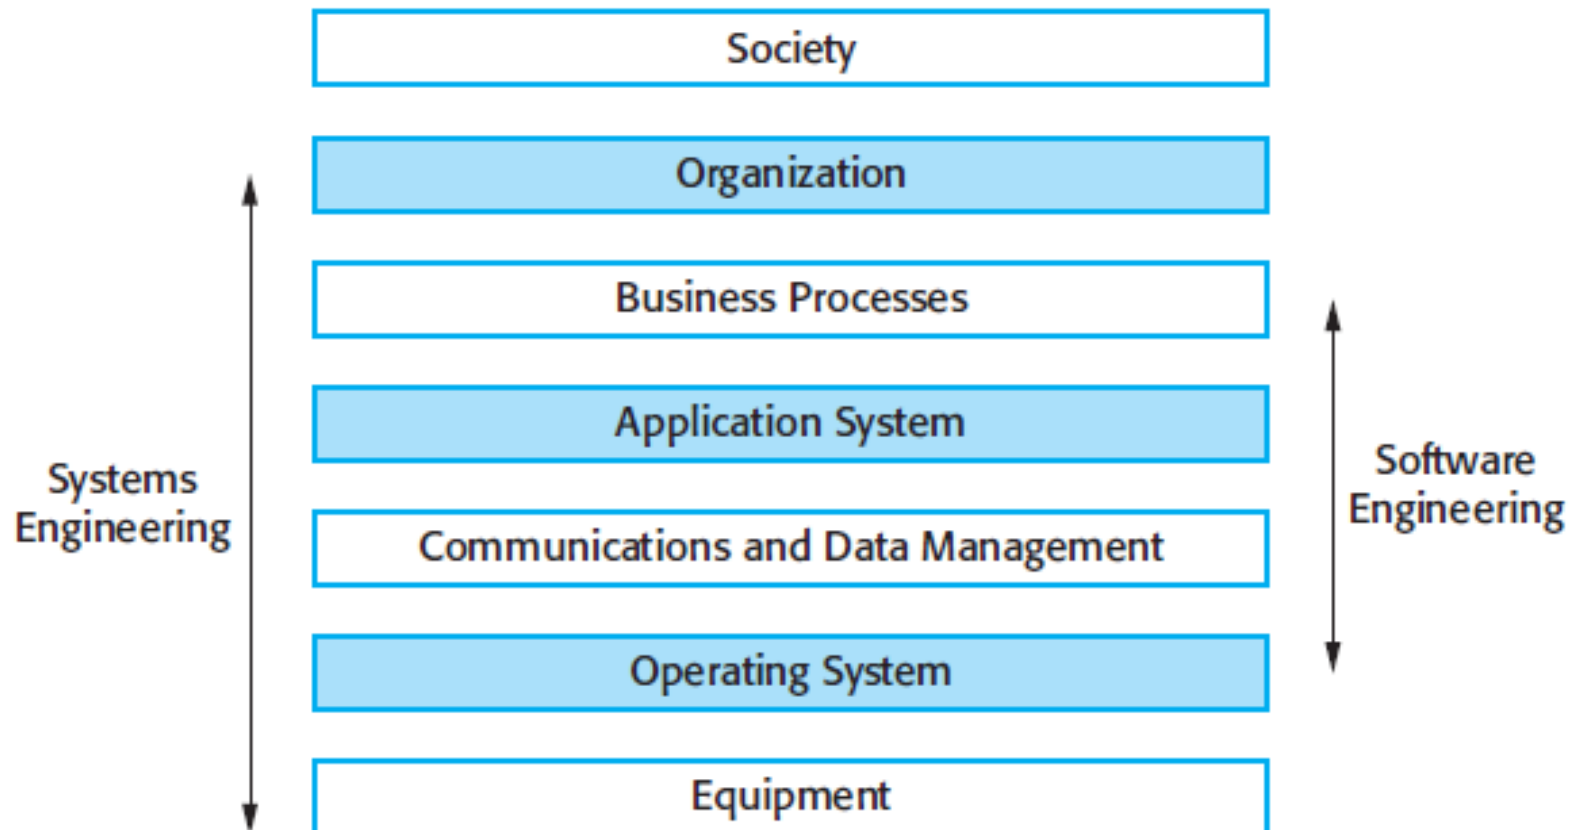 Society
Organization
Business Processes
Application System
Systems
Engineering
Software
Engineering
Communications and Data Management
Operating System
Equipment